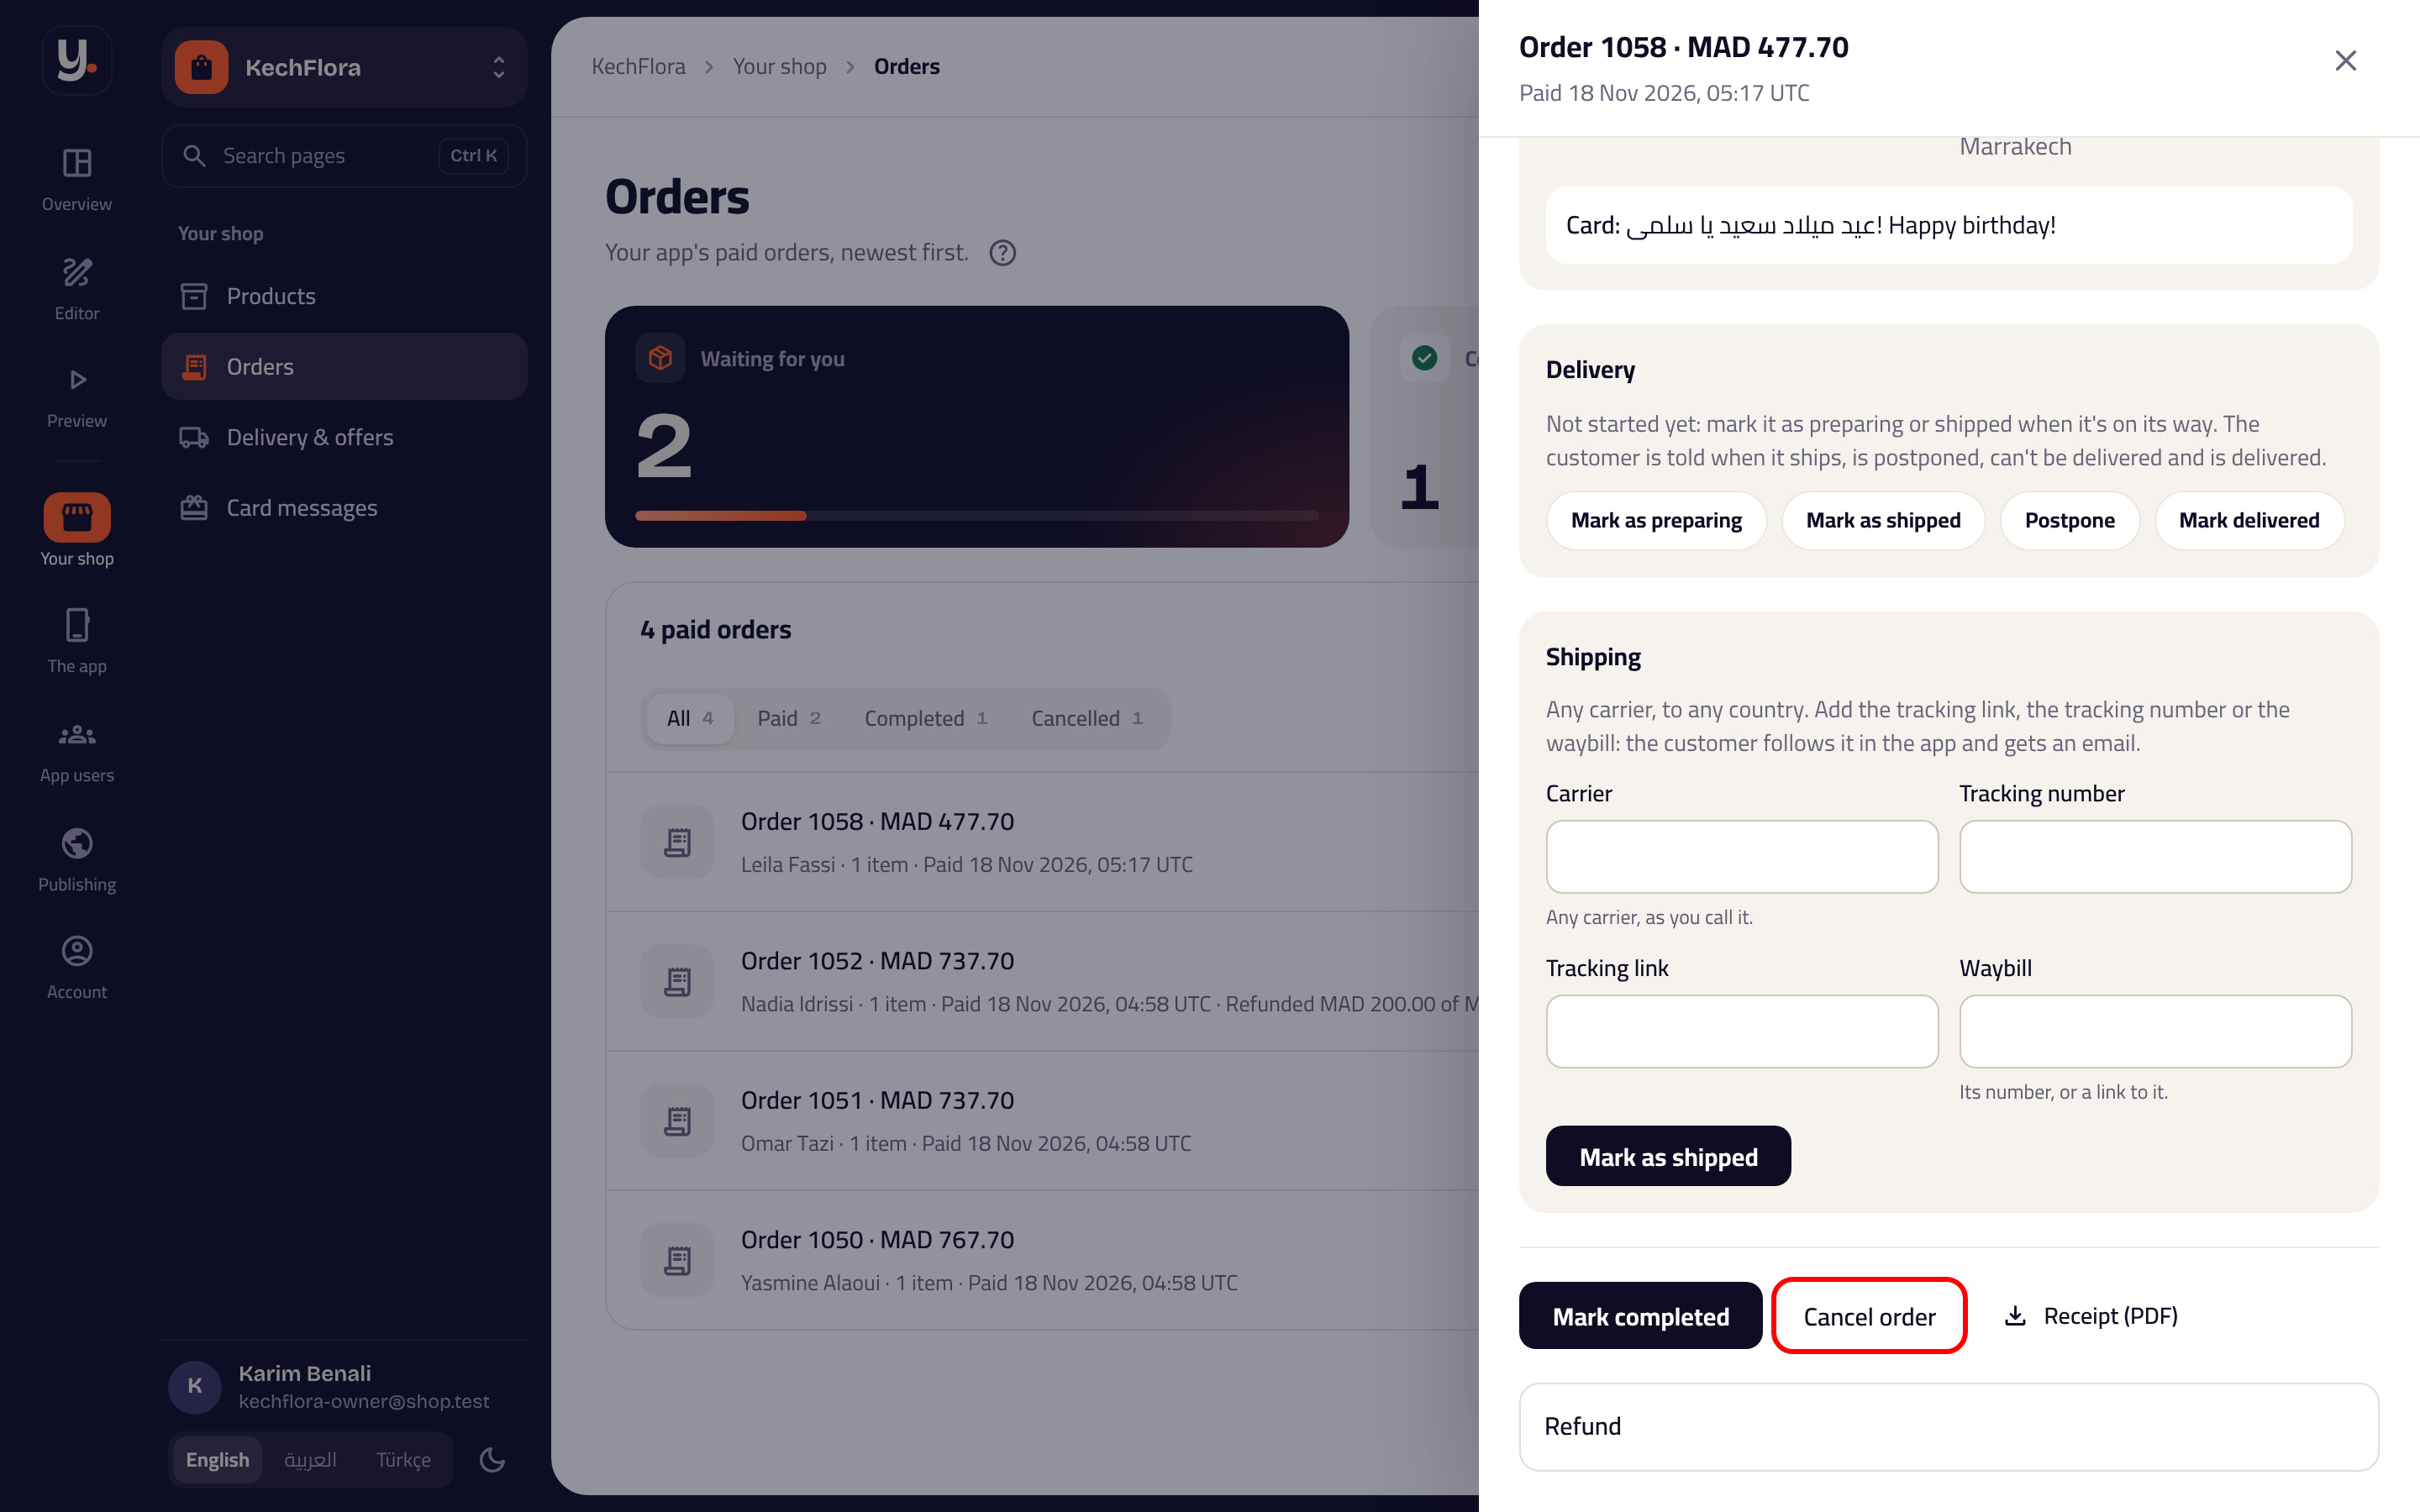 y.
Overview
Editor
Preview
Your shop
The app
App users
Publishing
Account
KechFlora
Search pages
Ctrl K
Your shop
Products
Orders
Delivery & offers
Card messages
K
Karim Benali
kechflora-owner@shop.test
English
العربية
Türkçe
KechFlora > Your shop > Orders
Orders
Your app's paid orders, newest first.
Waiting for you
2
1
4 paid orders
All 4
Paid 2
Completed 1
Cancelled 1
Order 1058 · MAD 477.70
Leila Fassi · 1 item · Paid 18 Nov 2026, 05:17 UTC
Order 1052 · MAD 737.70
Nadia Idrissi · 1 item · Paid 18 Nov 2026, 04:58 UTC · Refunded MAD 200.00 of
Order 1051 · MAD 737.70
Omar Tazi · 1 item · Paid 18 Nov 2026, 04:58 UTC
Order 1050 · MAD 767.70
Yasmine Alaoui · 1 item · Paid 18 Nov 2026, 04:58 UTC
Order 1058 · MAD 477.70
Paid 18 Nov 2026, 05:17 UTC
Marrakech
Card: عيد ميلاد سعيد يا سلمى! Happy birthday!
Delivery
Not started yet: mark it as preparing or shipped when it's on its way. The
customer is told when it ships, is postponed, can't be delivered and is delivered.
Mark as preparing
Mark as shipped
Postpone
Mark delivered
Shipping
Any carrier, to any country. Add the tracking link, the tracking number or the
waybill: the customer follows it in the app and gets an email.
Carrier
Tracking number
Any carrier, as you call it.
Tracking link
Waybill
Its number, or a link to it.
Mark as shipped
Mark completed
Cancel order
Receipt (PDF)
Refund